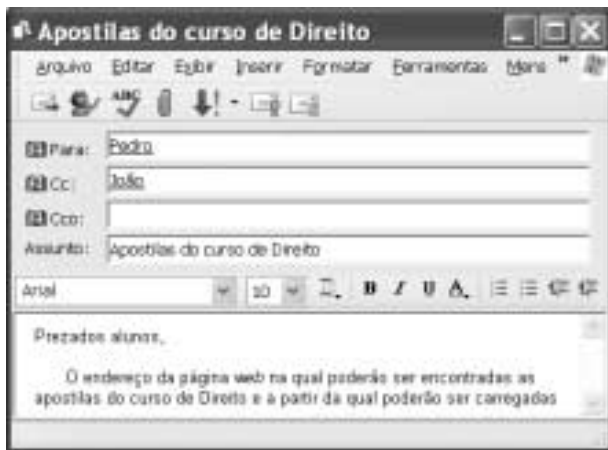 Apostilas do curso de Direito
Arquivo Editar Exibir Inserir Formatar Ferramentas Mens »
ABC
Para: Pedro
Cc: João
Cco:
Assunto: Apostilas do curso de Direito
Arial 10 B I U A
Prezados alunos,
O endereço da página web na qual poderão ser encontradas as
apostilas do curso de Direito e a partir da qual poderão ser carregadas